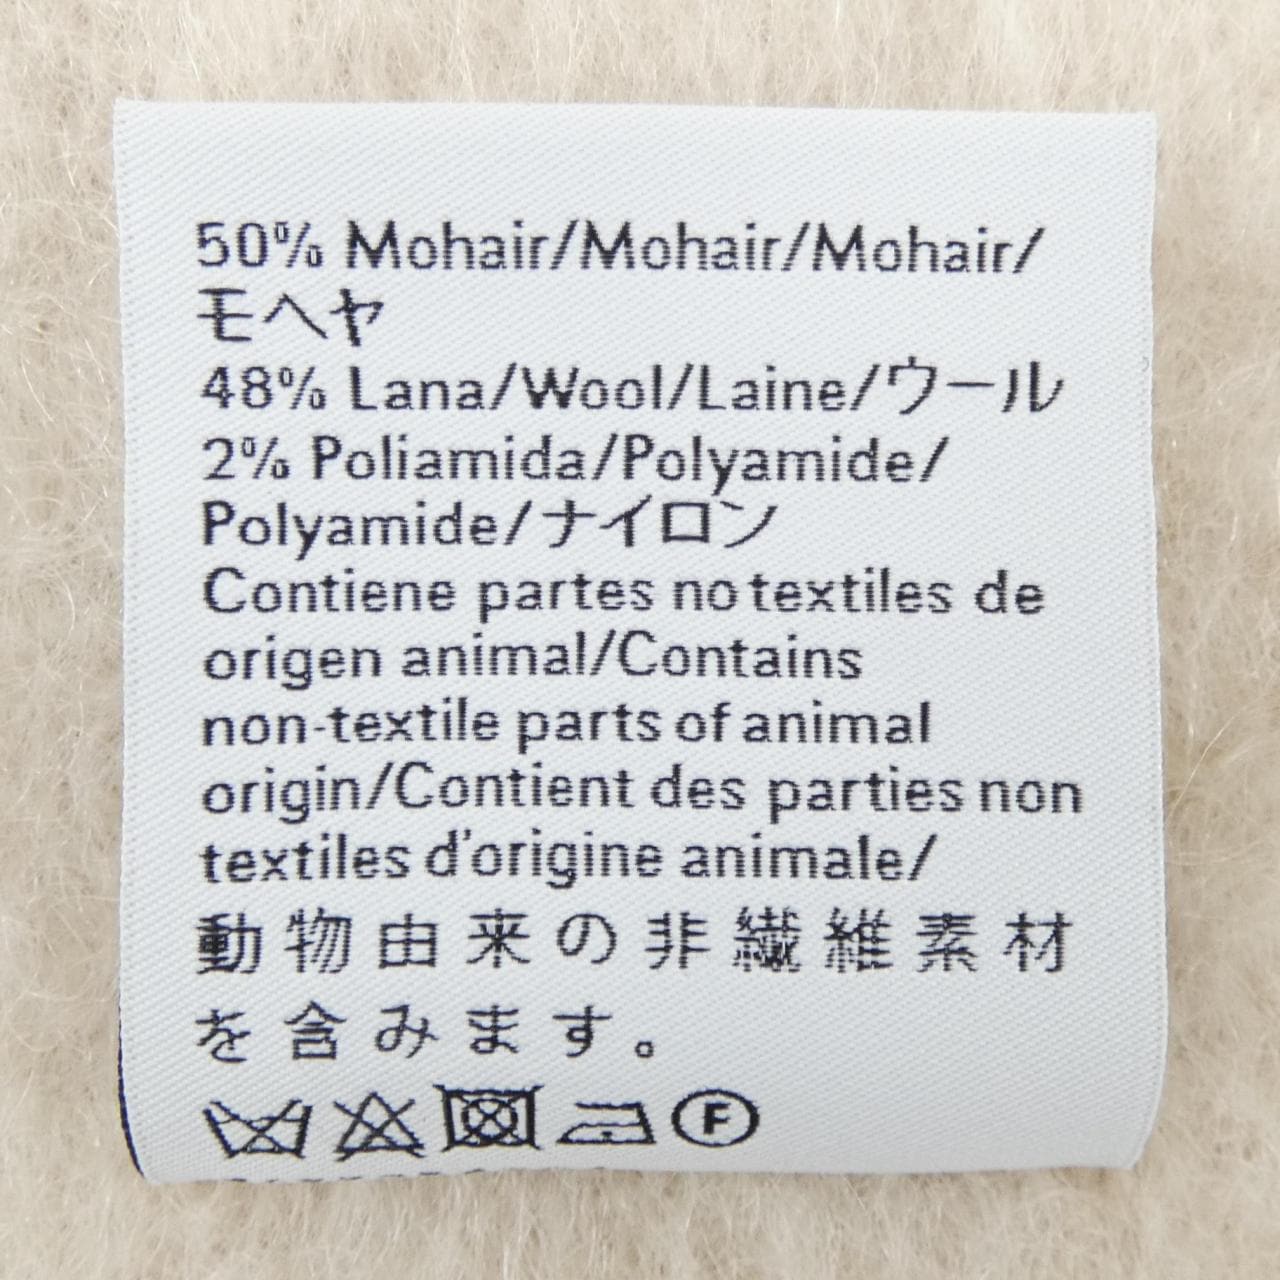 50% Mohair/Mohair/Mohair/
モヘヤ
48% Lana/Wool/Laine/ウール
2% Poliamida/Polyamide/
Polyamide/ナイロン
Contiene partes no textiles de
origen animal/Contains
non-textile parts of animal
origin/Contient des parties non
textiles d'origine animale/
動物由来の非繊維素材
を含みます。
F